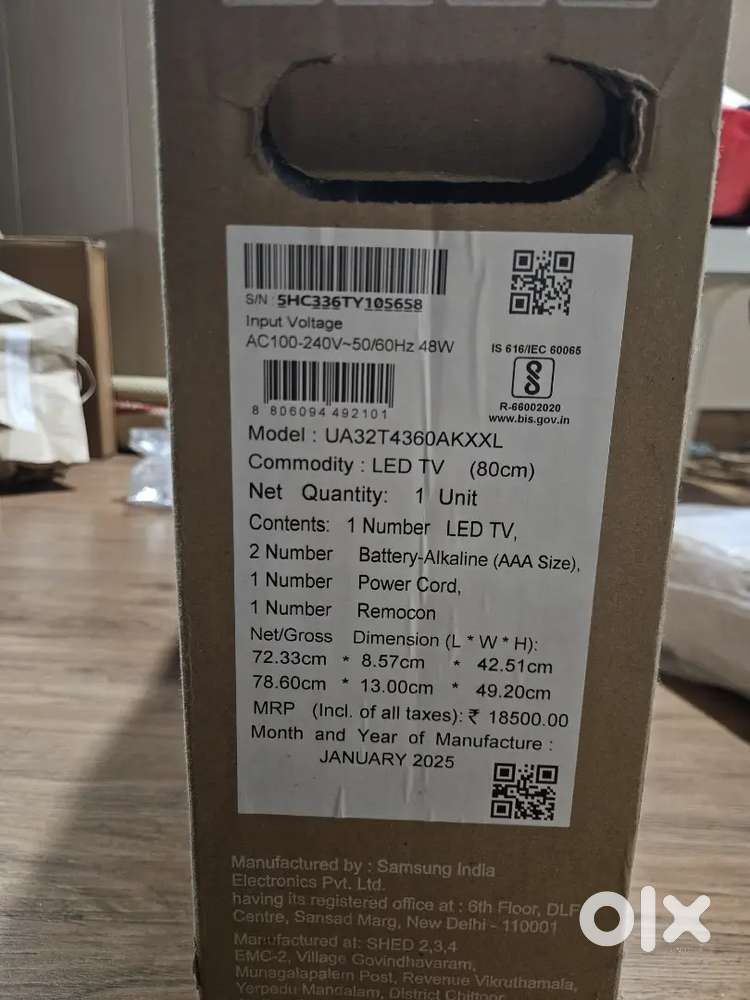 S/N : 5HC336TY105658
Input Voltage
AC100-240V~50/60Hz 48W
IS 616/IEC 60065
R-66002020
www.bis.gov.in
8 806094 492101
Model : UA32T4360AKXXL
Commodity : LED TV (80cm)
Net Quantity: 1 Unit
Contents: 1 Number LED TV,
2 Number Battery-Alkaline (AAA Size),
1 Number Power Cord,
1 Number Remocon
Net/Gross Dimension (L * W * H):
72.33cm * 8.57cm * 42.51cm
78.60cm * 13.00cm * 49.20cm
MRP (Incl. of all taxes): ₹ 18500.00
Month and Year of Manufacture :
JANUARY 2025
Manufactured by : Samsung India
Electronics Pvt. Ltd.
having its registered office at : 6th Floor, DLF
Centre, Sansad Marg, New Delhi - 110001
Manufactured at: SHED 2,3,4
EMC-2, Village Govindhavaram,
Munagalapalem Post, Revenue Vikruthamala,
Yerpedu Mandalam, District Chittoor
olx